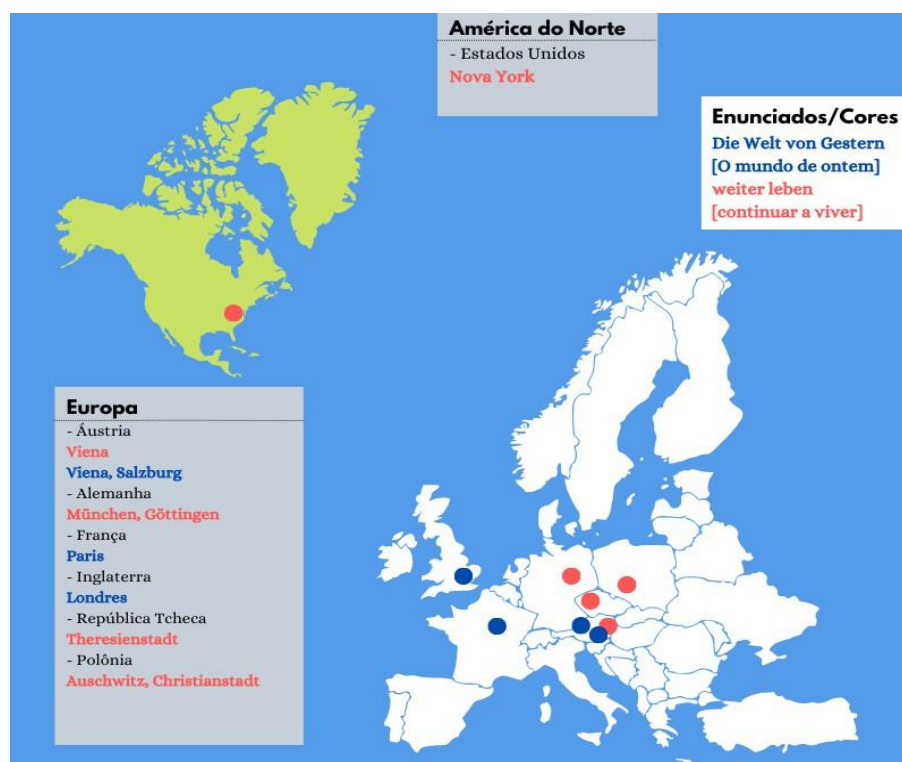 América do Norte
- Estados Unidos
Nova York
Enunciados/Cores
Die Welt von Gestern
[O mundo de ontem]
weiter leben
[continuar a viver]
Europa
- Áustria
Viena
Viena, Salzburg
- Alemanha
München, Göttingen
- França
Paris
- Inglaterra
Londres
- República Tcheca
Theresienstadt
- Polônia
Auschwitz, Christianstadt